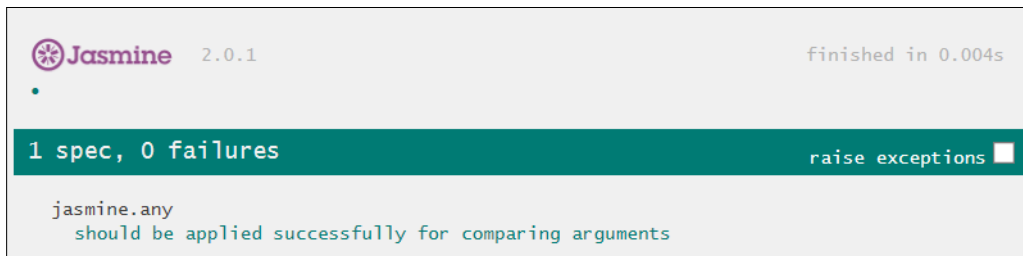 Jasmine 2.0.1 finished in 0.004s
1 spec, 0 failures raise exceptions
jasmine.any
should be applied successfully for comparing arguments